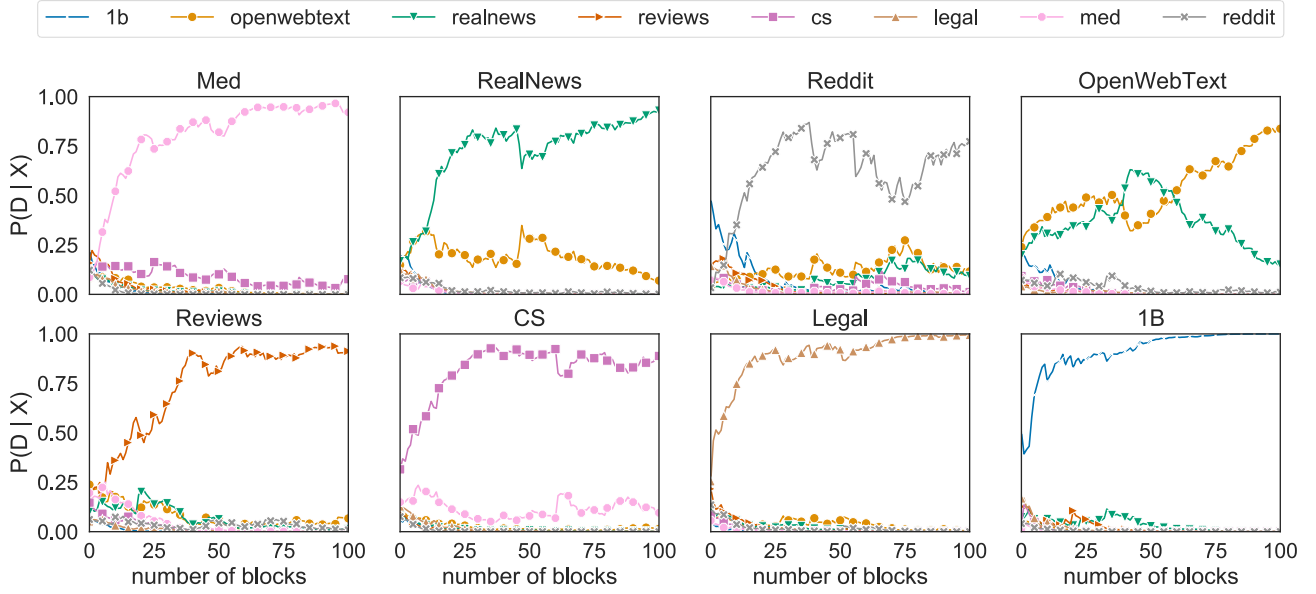 1b openwebtext realnews reviews cs legal med reddit
Med RealNews Reddit OpenWebText
1.00
0.75
0.50
0.25
0.00
P(D | X)
Reviews CS Legal 1B
1.00
0.75
0.50
0.25
0.00
P(D | X)
0 25 50 75 100 0 25 50 75 100 0 25 50 75 100 0 25 50 75 100
number of blocks number of blocks number of blocks number of blocks